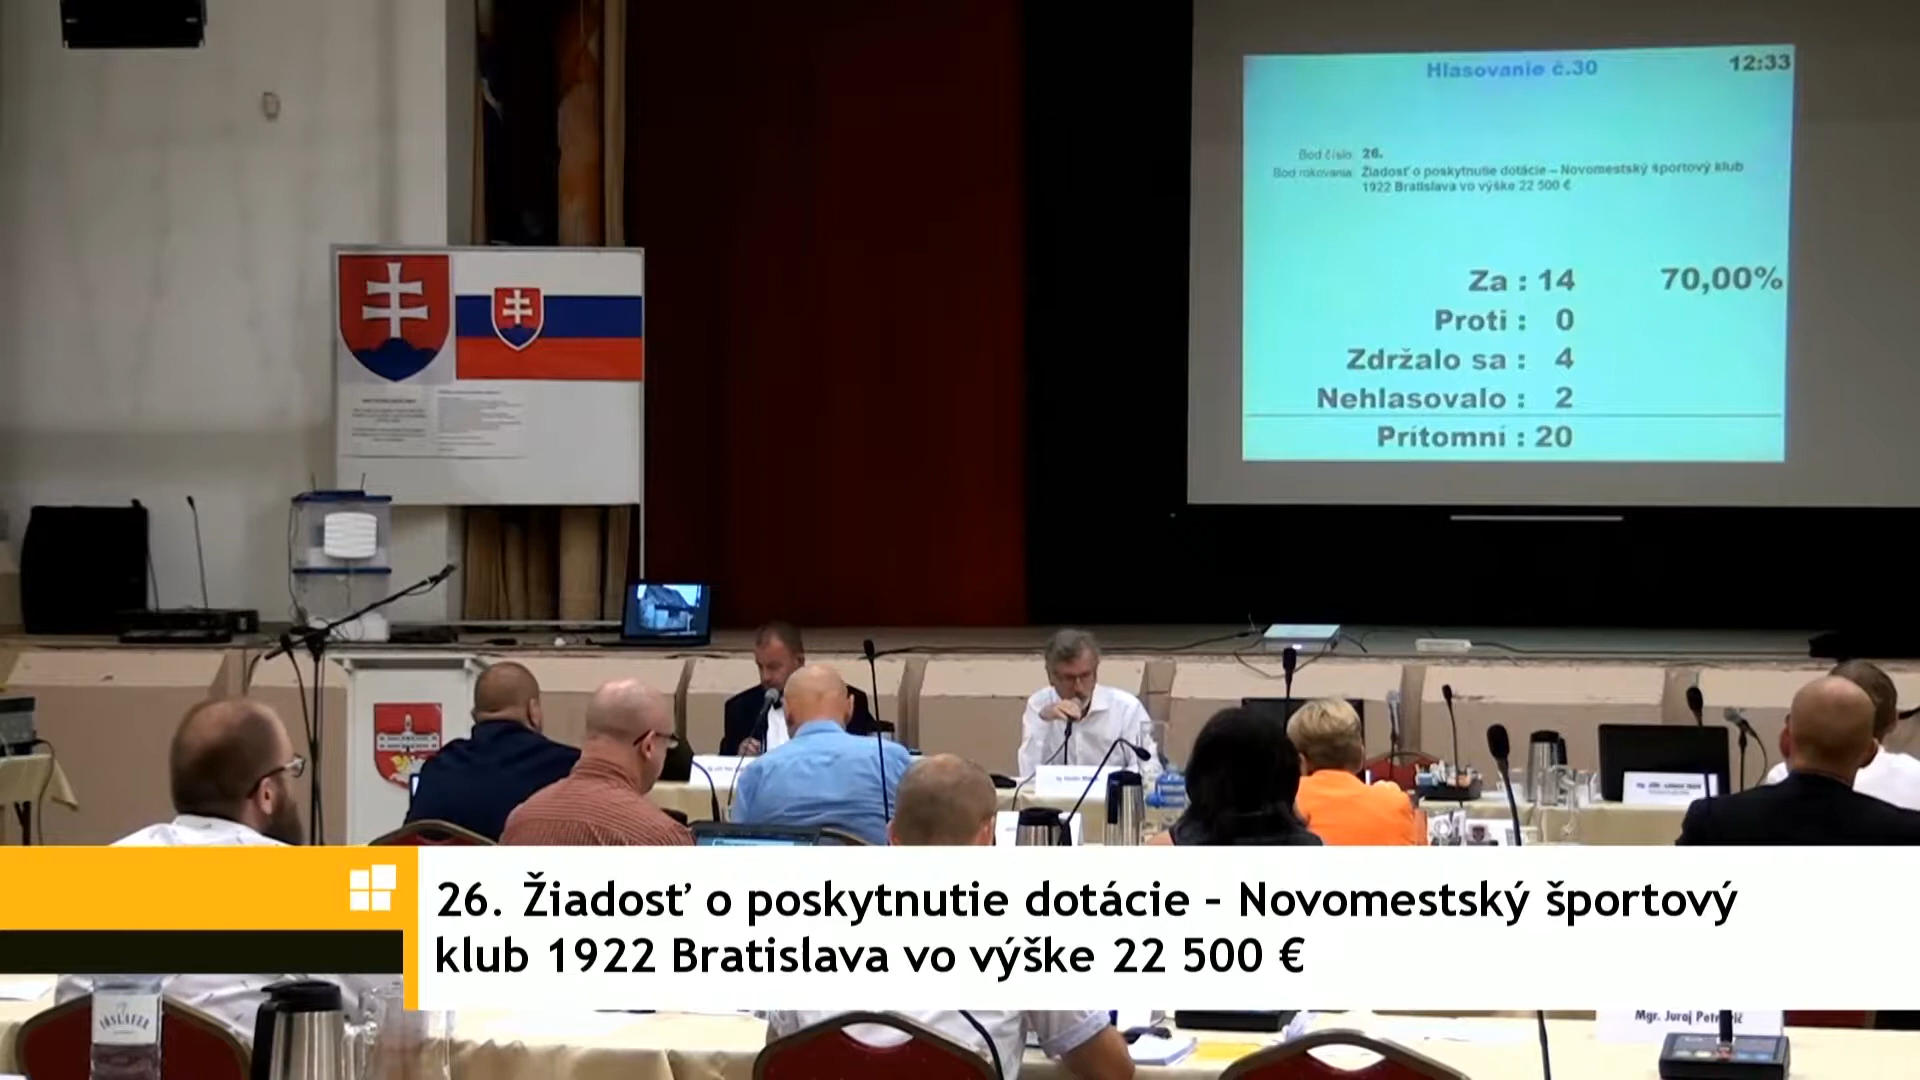 Hlasovanie č.30
12:33
Bod číslo: 26.
Bod rokovania: Žiadosť o poskytnutie dotácie – Novomestský športový klub
1922 Bratislava vo výške 22 500 €
Za : 14 70,00%
Proti : 0
Zdržalo sa : 4
Nehlasovalo : 2
Prítomní : 20
26. Žiadosť o poskytnutie dotácie – Novomestský športový
klub 1922 Bratislava vo výške 22 500 €
Mgr. Juraj